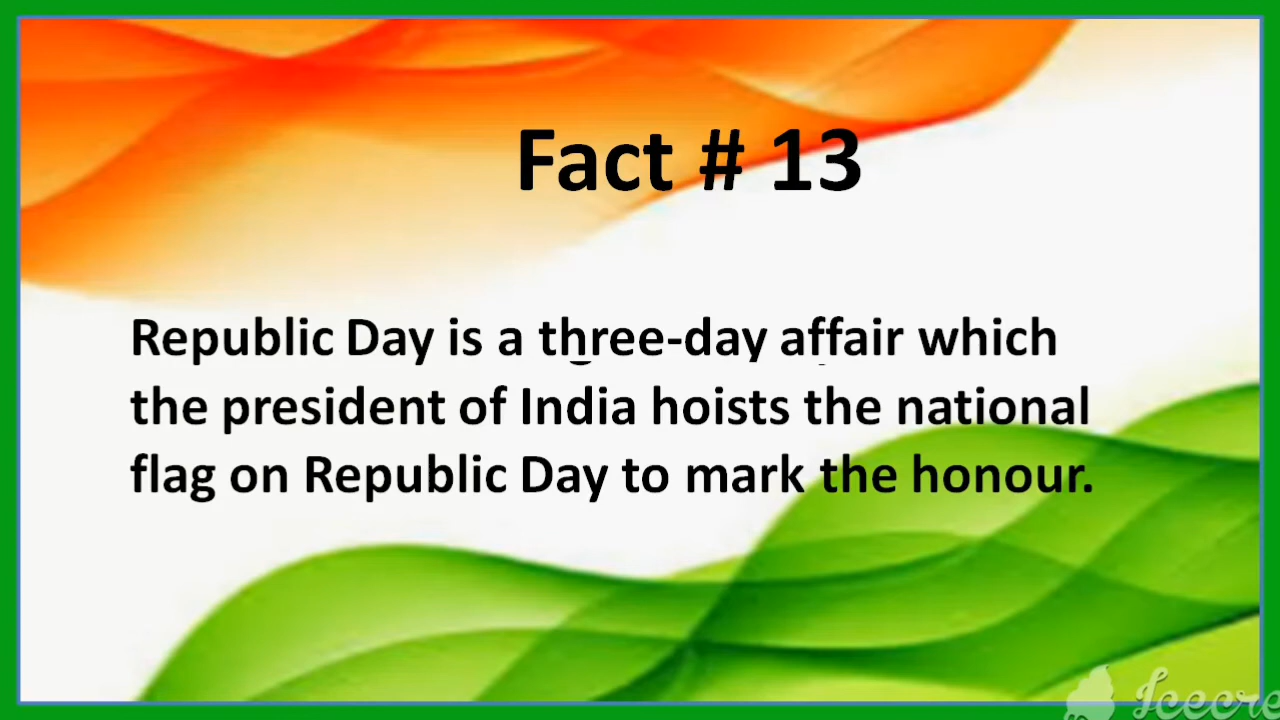 Fact # 13
Republic Day is a three-day affair which
the president of India hoists the national
flag on Republic Day to mark the honour.